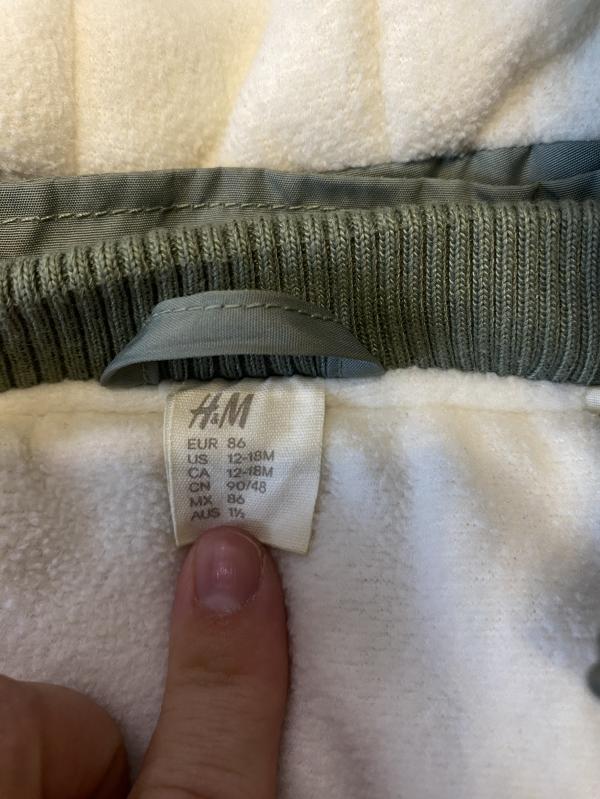 H&M
EUR 86
US 12-18M
CA 12-18M
CN 90/48
MX 86
AUS 1½